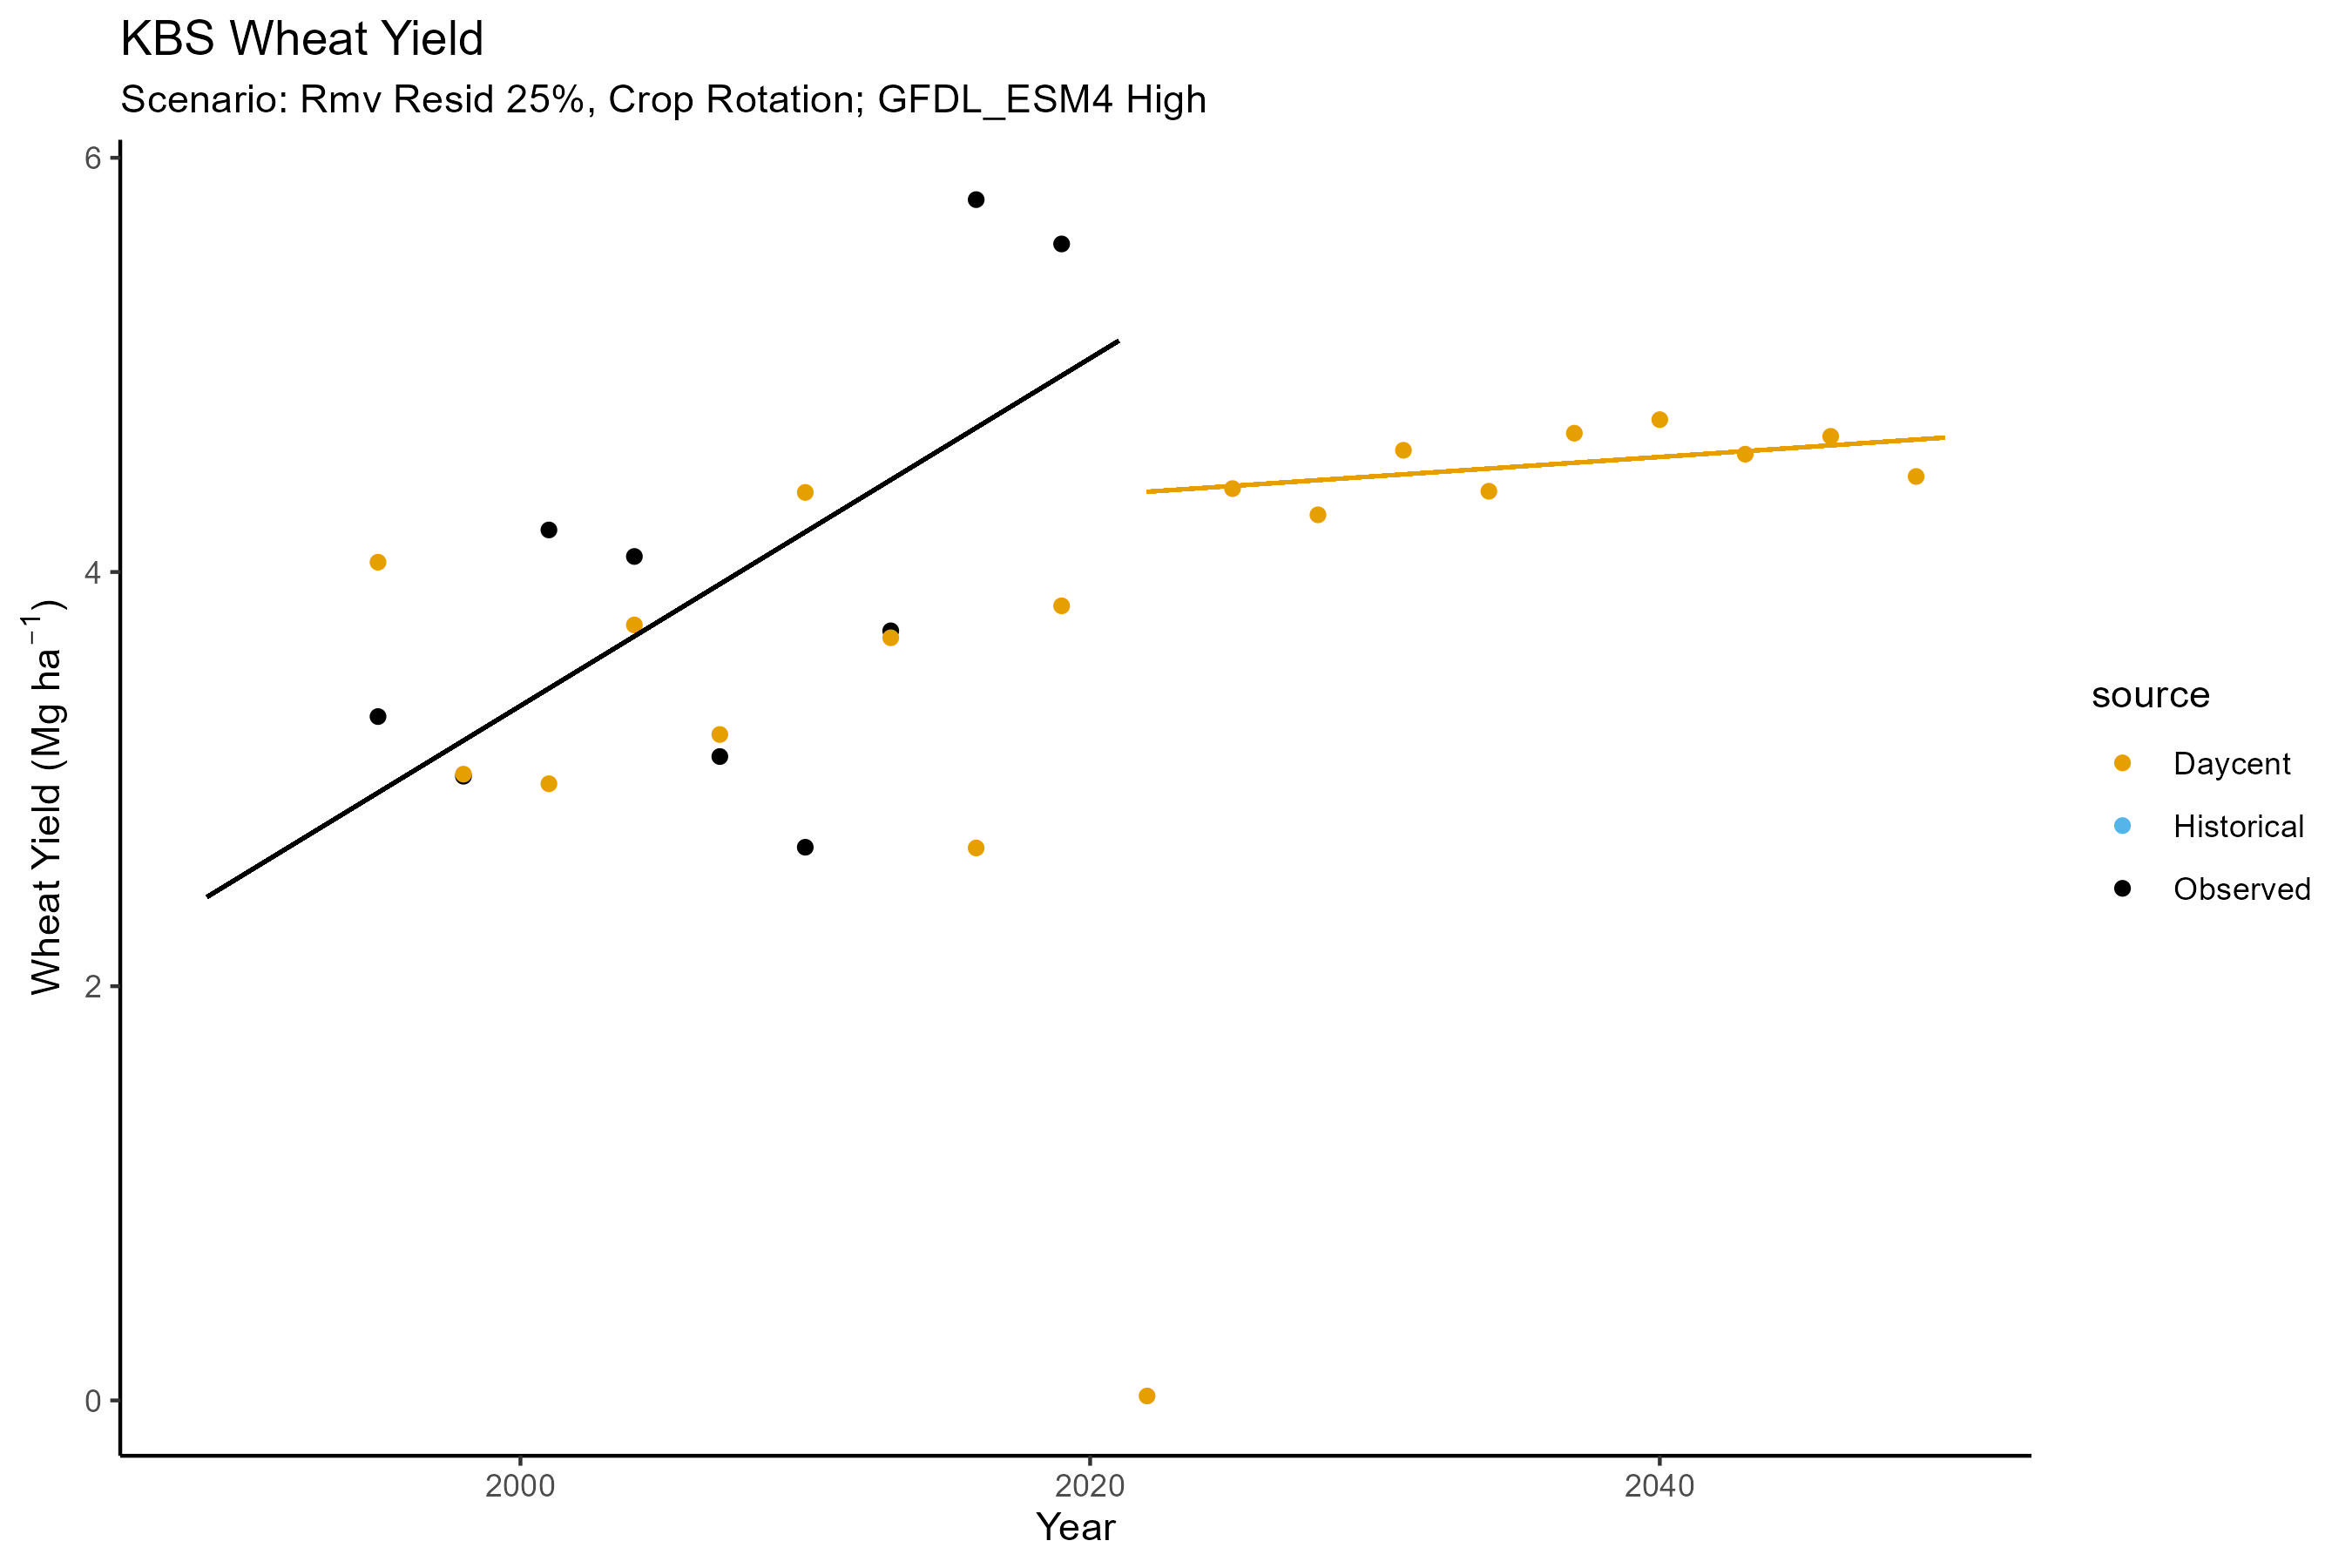 KBS Wheat Yield
Scenario: Rmv Resid 25%, Crop Rotation; GFDL_ESM4 High
Wheat Yield (Mg ha⁻¹)
6
4
2
0
2000
2020
2040
Year
source
Daycent
Historical
Observed